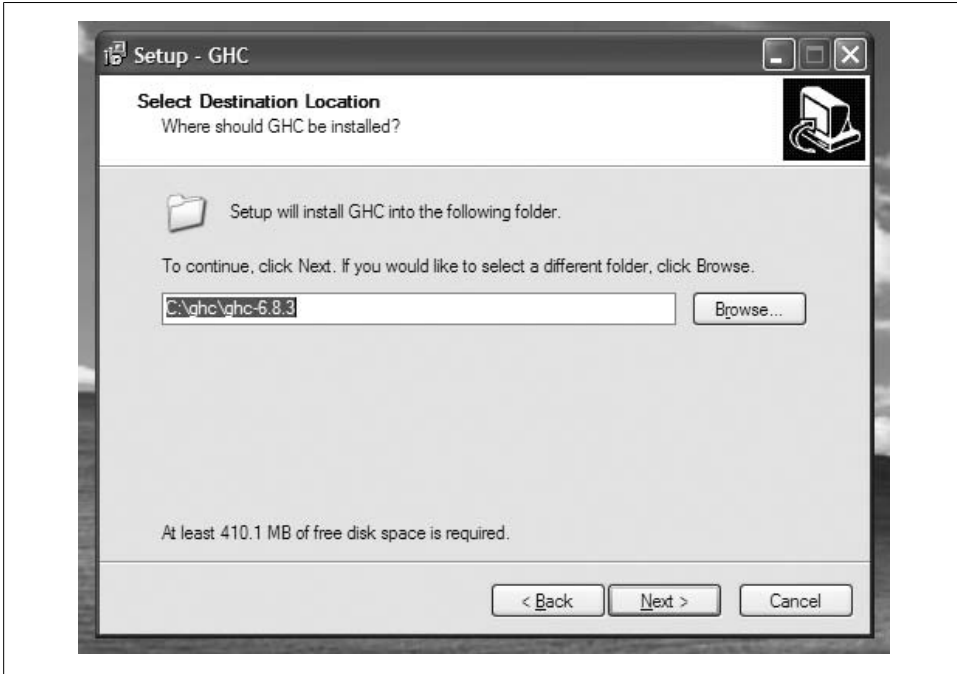 Setup - GHC
Select Destination Location
Where should GHC be installed?
Setup will install GHC into the following folder.
To continue, click Next. If you would like to select a different folder, click Browse.
C:\ghc\ghc-6.8.3
Browse...
At least 410.1 MB of free disk space is required.
< Back
Next >
Cancel